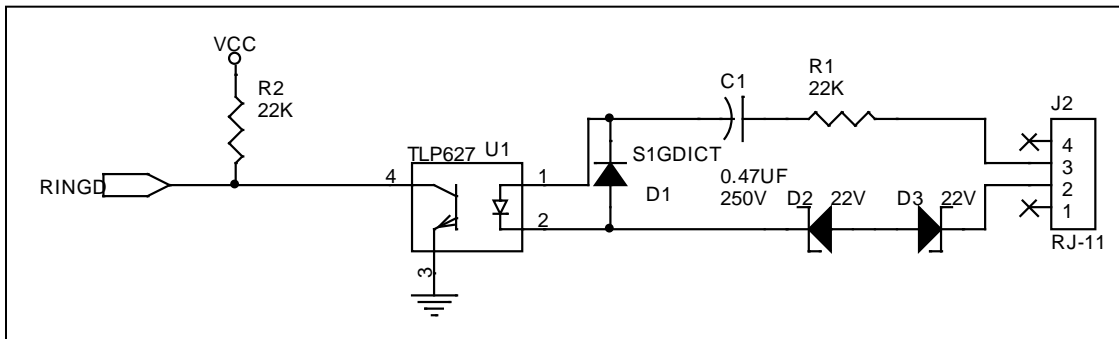 VCC
R2
22K
RINGD
TLP627
U1
4
1
2
3
S1GDICT
D1
C1
0.47UF
250V
R1
22K
D2
22V
D3
22V
J2
4
3
2
1
RJ-11